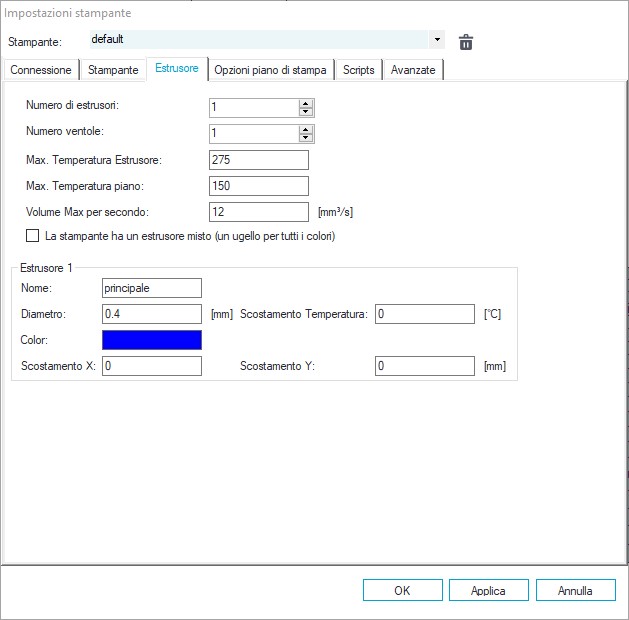 Impostazioni stampante
Stampante: default
Connessione Stampante Estrusore Opzioni piano di stampa Scripts Avanzate
Numero di estrusori: 1
Numero ventole: 1
Max. Temperatura Estrusore: 275
Max. Temperatura piano: 150
Volume Max per secondo: 12 [mm³/s]
La stampante ha un estrusore misto (un ugello per tutti i colori)
Estrusore 1
Nome: principale
Diametro: 0.4 [mm] Scostamento Temperatura: 0 [°C]
Color:
Scostamento X: 0 Scostamento Y: 0 [mm]
OK Applica Annulla